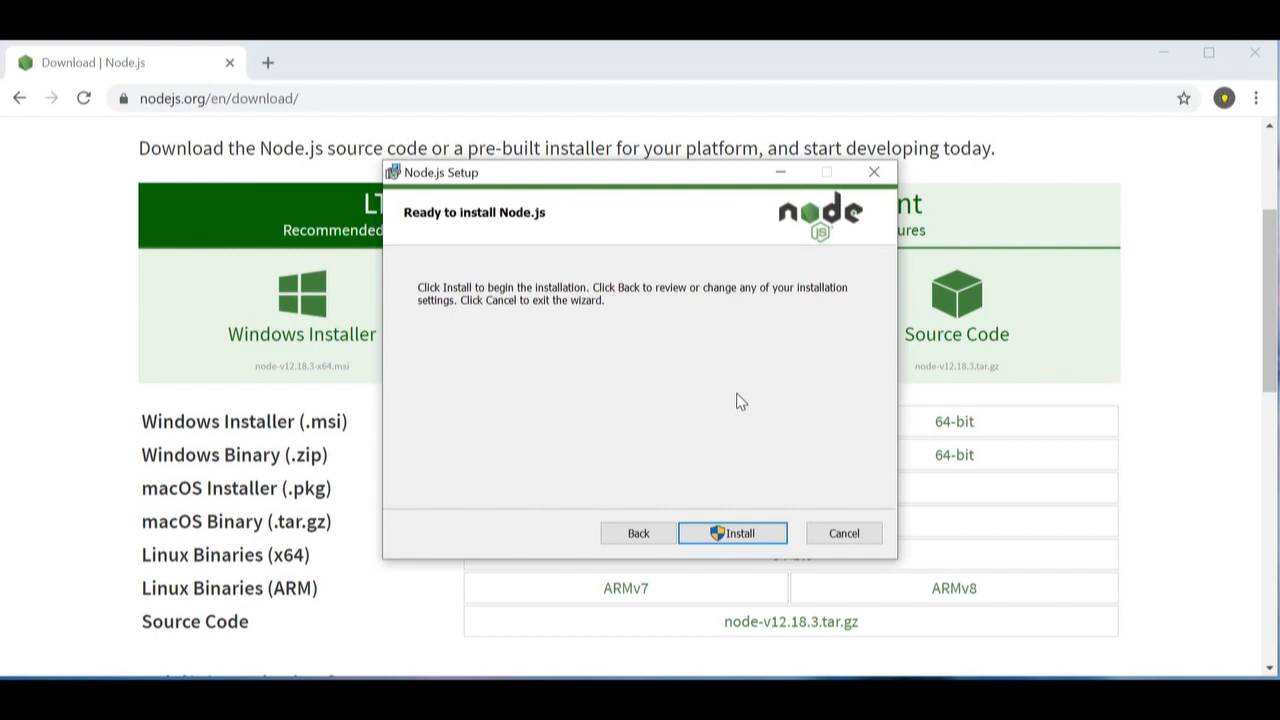 Download | Node.js
nodejs.org/en/download/
Download the Node.js source code or a pre-built installer for your platform, and start developing today.
Node.js Setup
Ready to install Node.js
node
JS
Recommended
Click Install to begin the installation. Click Back to review or change any of your installation
settings. Click Cancel to exit the wizard.
Windows Installer
node-v12.18.3-x64.msi
Source Code
node-v12.18.3.tar.gz
Windows Installer (.msi)
64-bit
Windows Binary (.zip)
64-bit
macOS Installer (.pkg)
macOS Binary (.tar.gz)
Back
Install
Cancel
Linux Binaries (x64)
Linux Binaries (ARM)
ARMv7
ARMv8
Source Code
node-v12.18.3.tar.gz